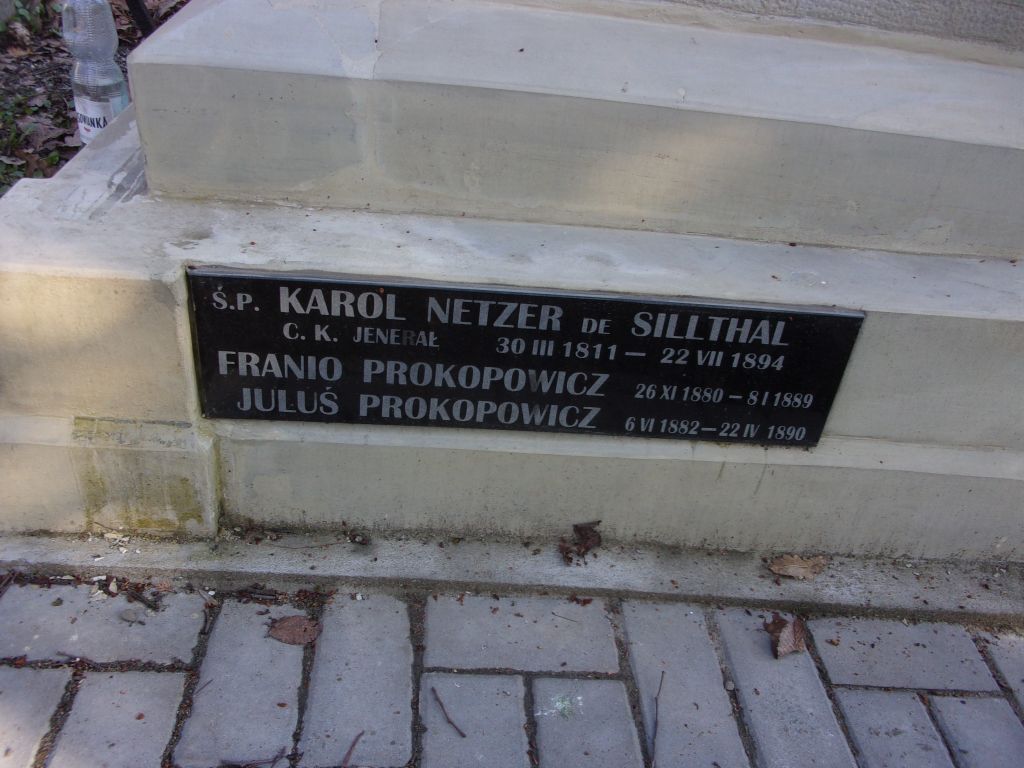 Ś.P. KAROL NETZER DE SILLTHAL
C. K. JENERAŁ 30 III 1811 — 22 VII 1894
FRANIO PROKOPOWICZ 26 XI 1880 — 8 I 1889
JULUŚ PROKOPOWICZ 6 VI 1882 — 22 IV 1890